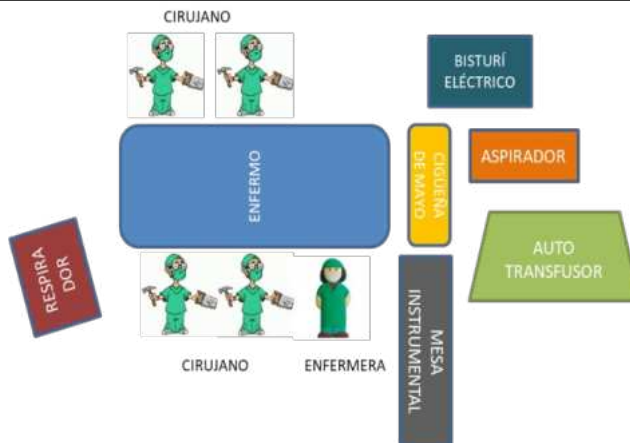 CIRUJANO
BISTURÍ
ELÉCTRICO
ENFERMO
CIGÜEÑA
DE MAYO
ASPIRADOR
RESPIRA
DOR
AUTO
TRANSFUSOR
MESA
INSTRUMENTAL
CIRUJANO
ENFERMERA